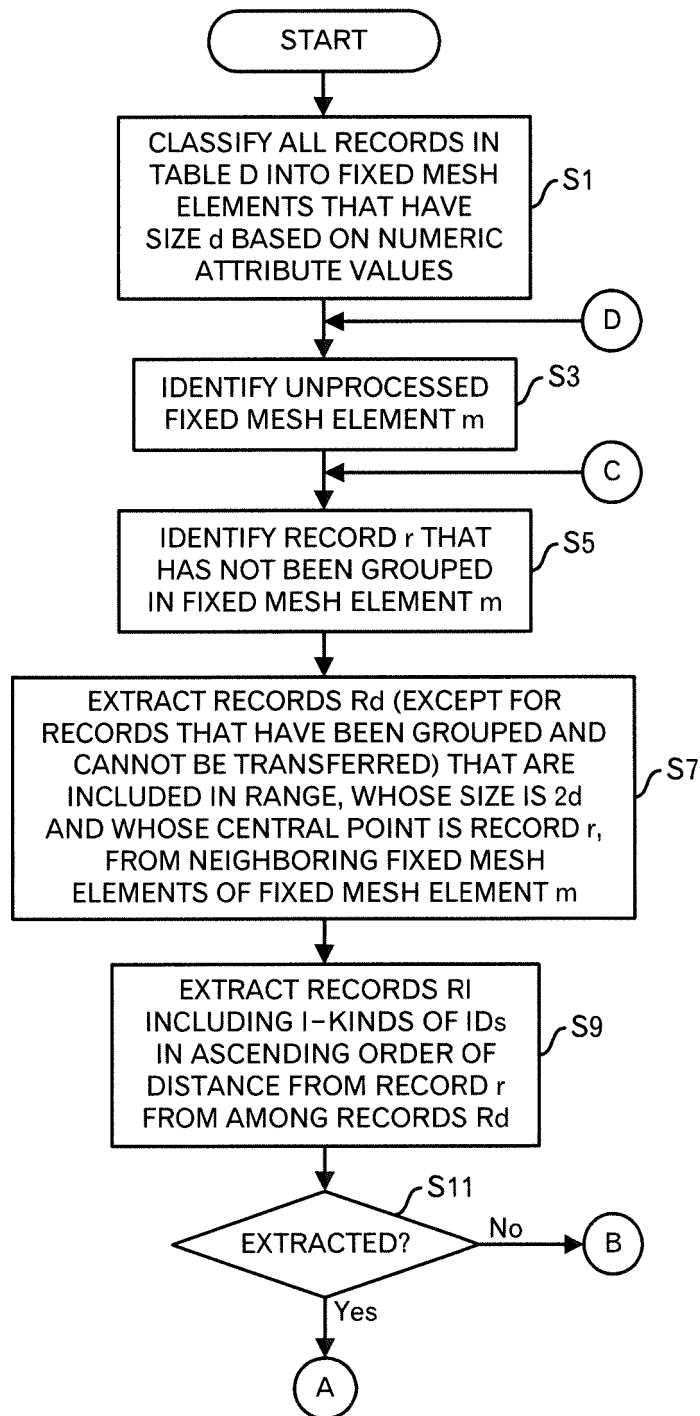 START
CLASSIFY ALL RECORDS IN
TABLE D INTO FIXED MESH
ELEMENTS THAT HAVE
SIZE d BASED ON NUMERIC
ATTRIBUTE VALUES
S1
D
IDENTIFY UNPROCESSED
FIXED MESH ELEMENT m
S3
C
IDENTIFY RECORD r THAT
HAS NOT BEEN GROUPED
IN FIXED MESH ELEMENT m
S5
EXTRACT RECORDS Rd (EXCEPT FOR
RECORDS THAT HAVE BEEN GROUPED AND
CANNOT BE TRANSFERRED) THAT ARE
INCLUDED IN RANGE, WHOSE SIZE IS 2d
AND WHOSE CENTRAL POINT IS RECORD r,
FROM NEIGHBORING FIXED MESH
ELEMENTS OF FIXED MESH ELEMENT m
S7
EXTRACT RECORDS Rl
INCLUDING l-KINDS OF IDs
IN ASCENDING ORDER OF
DISTANCE FROM RECORD r
FROM AMONG RECORDS Rd
S9
S11
EXTRACTED?
No
B
Yes
A